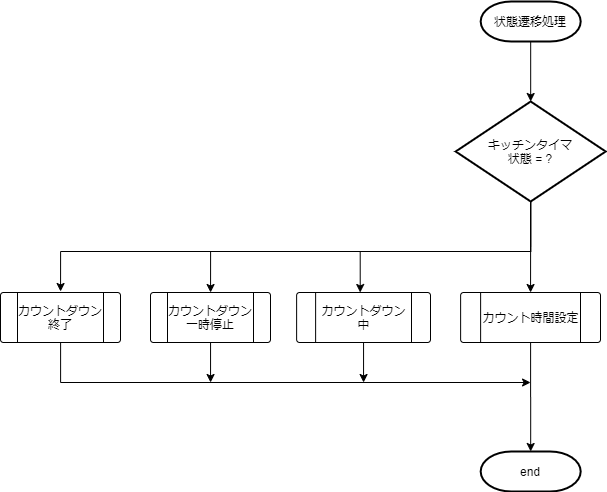 状態遷移処理
キッチンタイマ
状態 = ?
カウントダウン
終了
カウントダウン
一時停止
カウントダウン
中
カウント時間設定
end